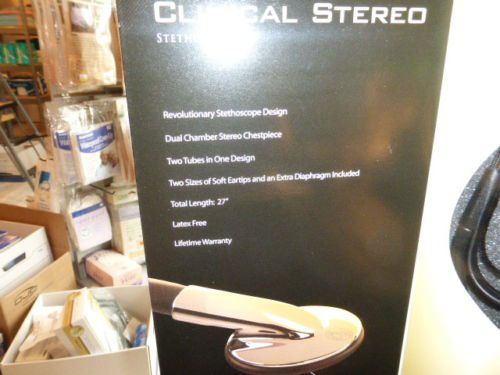 CLINICAL STEREO
Revolutionary Stethoscope Design
Dual Chamber Stereo Chestpiece
Two Tubes in One Design
Two Sizes of Soft Eartips and an Extra Diaphragm Included
Total Length: 27"
Latex Free
Lifetime Warranty